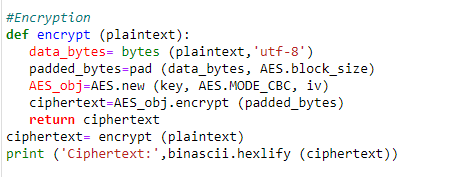 #Encryption
def encrypt (plaintext):
   data_bytes= bytes (plaintext,'utf-8')
   padded_bytes=pad (data_bytes, AES.block_size)
   AES_obj=AES.new (key, AES.MODE_CBC, iv)
   ciphertext=AES_obj.encrypt (padded_bytes)
   return ciphertext
ciphertext= encrypt (plaintext)
print ('Ciphertext:',binascii.hexlify (ciphertext))